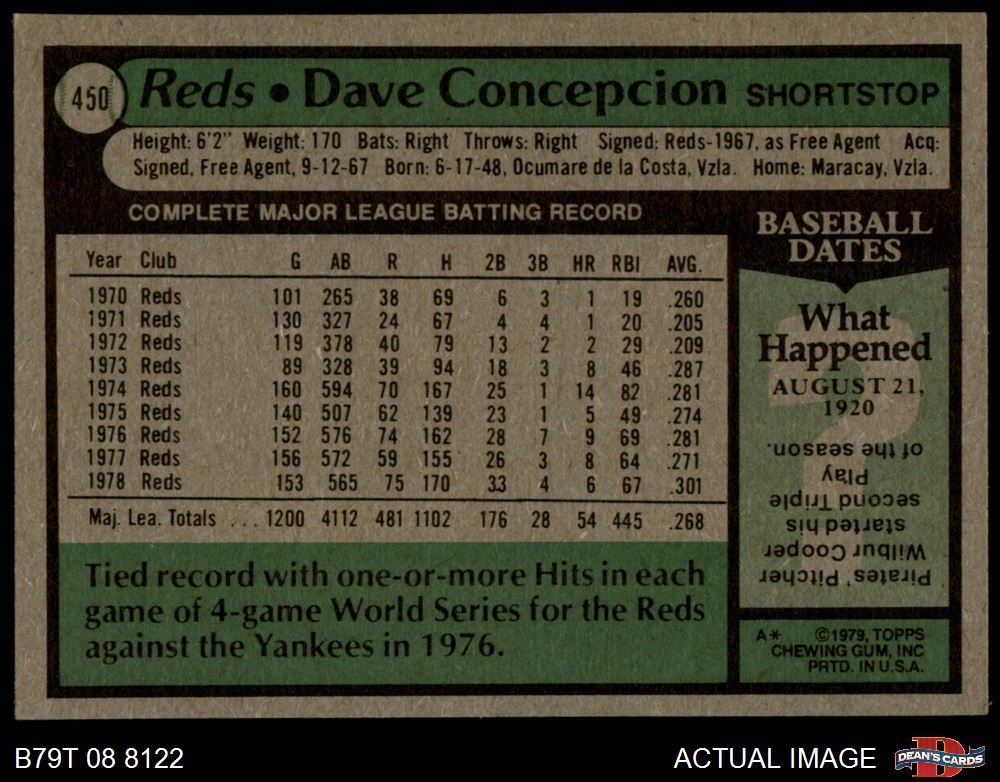 450 Reds • Dave Concepcion SHORTSTOP
Height: 6'2" Weight: 170 Bats: Right Throws: Right Signed: Reds-1967, as Free Agent Acq:
Signed, Free Agent, 9-12-67 Born: 6-17-48, Ocumare de la Costa, Vzla. Home: Maracay, Vzla.
COMPLETE MAJOR LEAGUE BATTING RECORD
Year Club G AB R H 2B 3B HR RBI AVG.
1970 Reds 101 265 38 69 6 3 1 19 .260
1971 Reds 130 327 24 67 4 4 1 20 .205
1972 Reds 119 378 40 79 13 2 2 29 .209
1973 Reds 89 328 39 94 18 3 8 46 .287
1974 Reds 160 594 70 167 25 1 14 82 .281
1975 Reds 140 507 62 139 23 1 5 49 .274
1976 Reds 152 576 74 162 28 7 9 69 .281
1977 Reds 156 572 59 155 26 3 8 64 .271
1978 Reds 153 565 75 170 33 4 6 67 .301
Maj. Lea. Totals ... 1200 4112 481 1102 176 28 54 445 .268
Tied record with one-or-more Hits in each
game of 4-game World Series for the Reds
against the Yankees in 1976.
BASEBALL
DATES
What
Happened
AUGUST 21,
1920
Pirates' Pitcher
Wilbur Cooper
started his
second Triple
Play
of the season.
A* ©1979, TOPPS
CHEWING GUM, INC
PRTD. IN U.S.A.
B79T 08 8122
ACTUAL IMAGE
D
DEAN'S CARDS